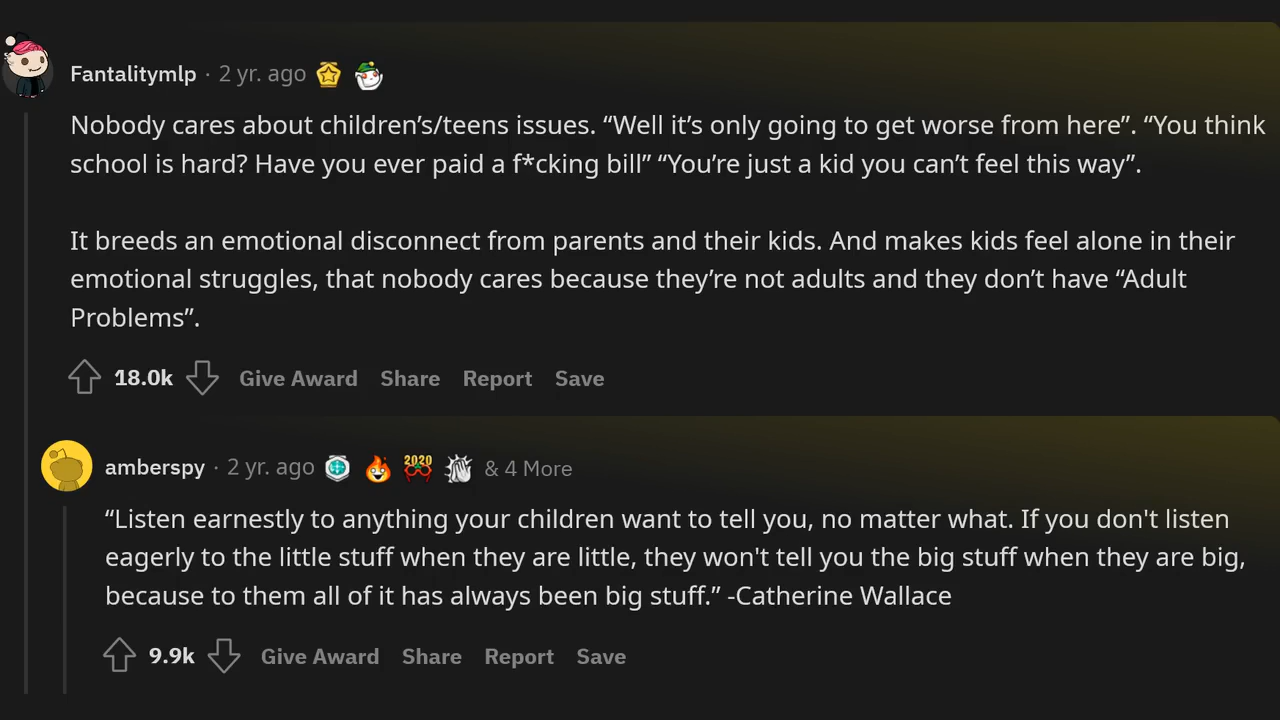 Fantalitymlp · 2 yr. ago
Nobody cares about children’s/teens issues. “Well it’s only going to get worse from here”. “You think
school is hard? Have you ever paid a f*cking bill” “You’re just a kid you can’t feel this way”.
It breeds an emotional disconnect from parents and their kids. And makes kids feel alone in their
emotional struggles, that nobody cares because they’re not adults and they don’t have “Adult
Problems”.
18.0k Give Award Share Report Save
amberspy · 2 yr. ago 2020 & 4 More
“Listen earnestly to anything your children want to tell you, no matter what. If you don't listen
eagerly to the little stuff when they are little, they won't tell you the big stuff when they are big,
because to them all of it has always been big stuff.” -Catherine Wallace
9.9k Give Award Share Report Save